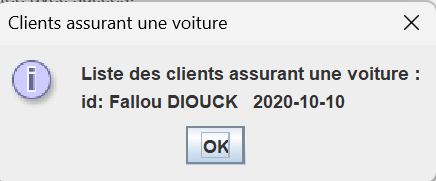 Clients assurant une voiture
Liste des clients assurant une voiture :
id: Fallou DIOUCK   2020-10-10
OK